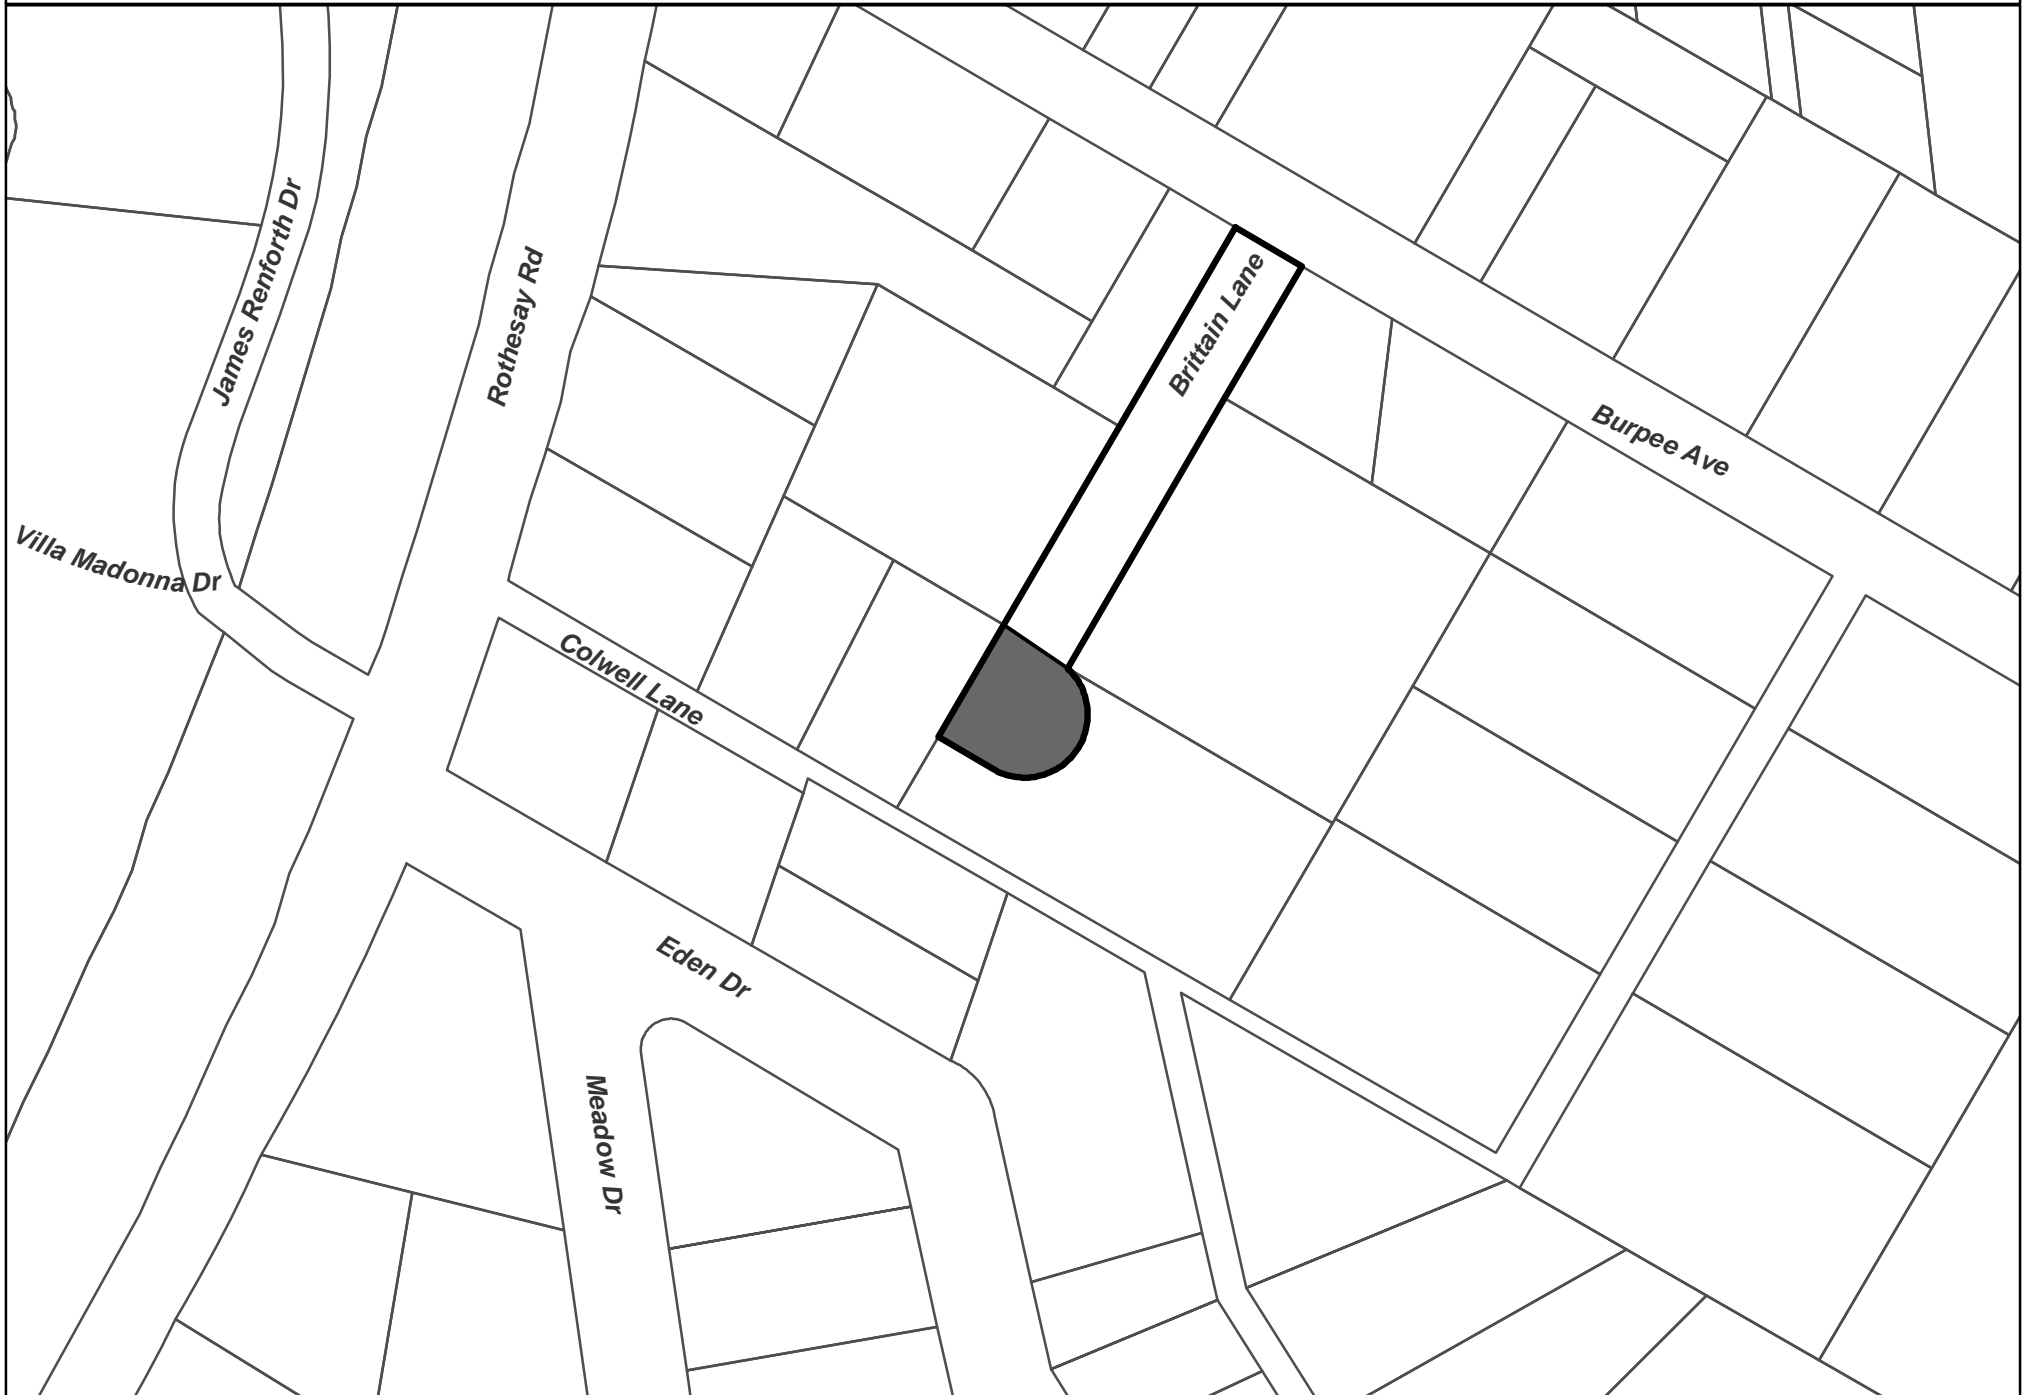 James Renforth Dr
Rothesay Rd
Brittain Lane
Burpee Ave
Villa Madonna Dr
Colwell Lane
Eden Dr
Meadow Dr